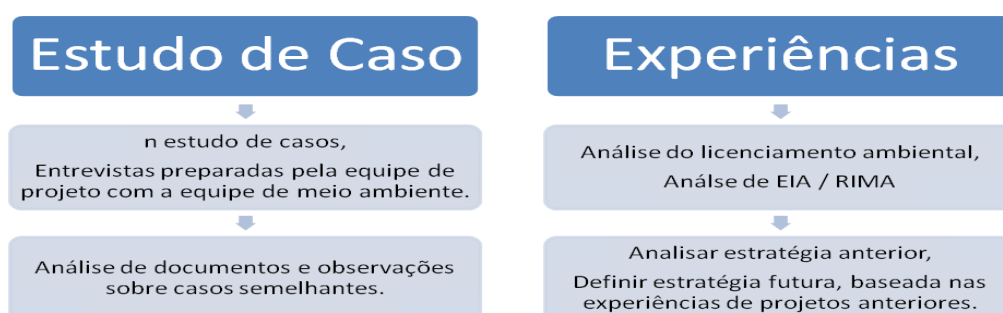 Estudo de Caso
n estudo de casos,
Entrevistas preparadas pela equipe de
projeto com a equipe de meio ambiente.
Análise de documentos e observações
sobre casos semelhantes.
Experiências
Análise do licenciamento ambiental,
Análse de EIA / RIMA
Analisar estratégia anterior,
Definir estratégia futura, baseada nas
experiências de projetos anteriores.